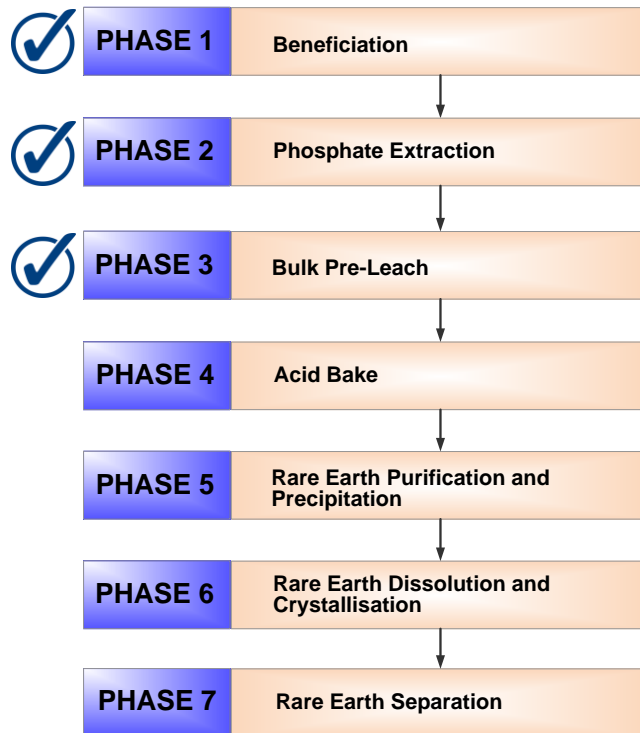 PHASE 1
Beneficiation
PHASE 2
Phosphate Extraction
PHASE 3
Bulk Pre-Leach
PHASE 4
Acid Bake
PHASE 5
Rare Earth Purification and
Precipitation
PHASE 6
Rare Earth Dissolution and
Crystallisation
PHASE 7
Rare Earth Separation